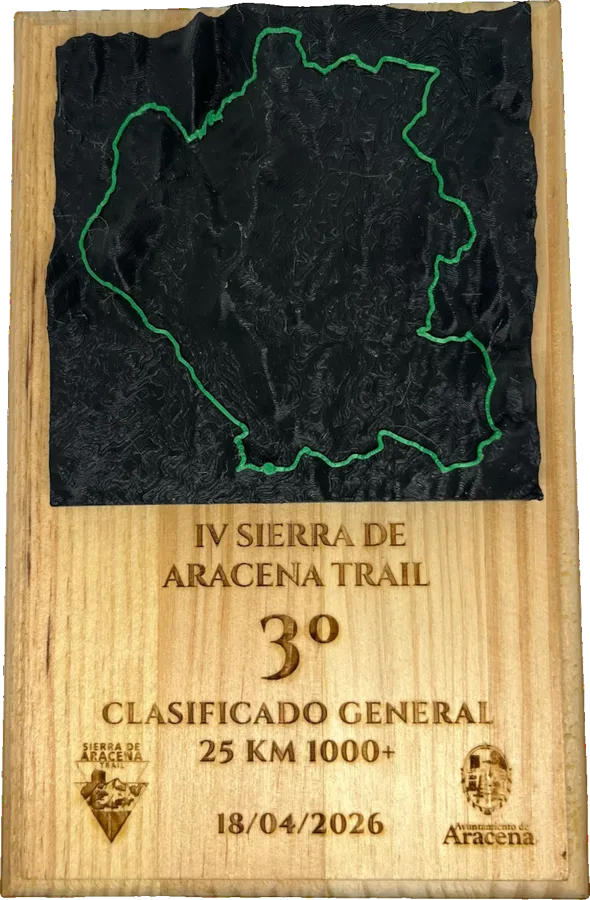 IV SIERRA DE
ARACENA TRAIL
3º
CLASIFICADO GENERAL
25 KM 1000+
SIERRA DE
ARACENA
TRAIL
18/04/2026
Ayuntamiento de
Aracena